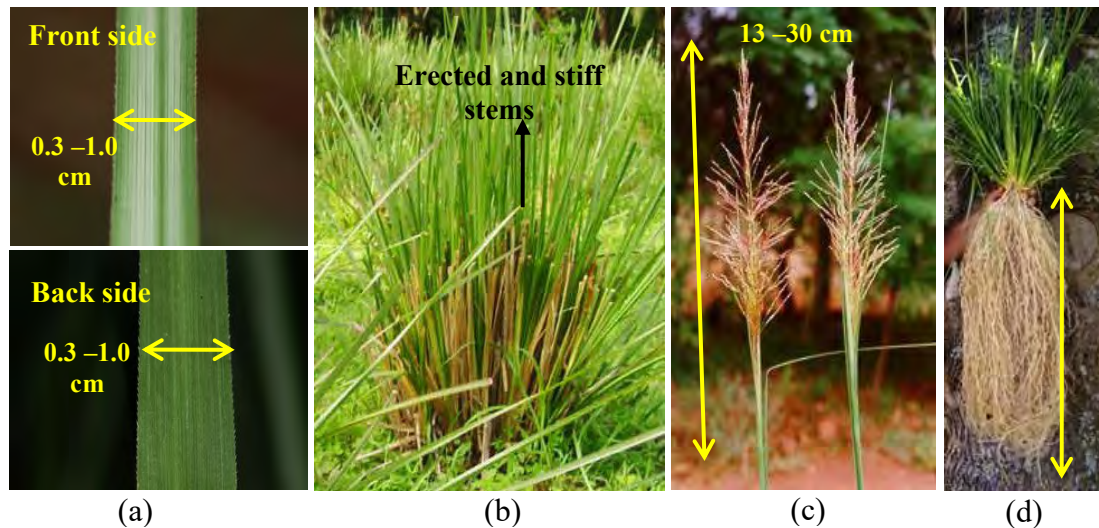 Front side
0.3 –1.0
cm
Back side
0.3 –1.0
cm
(a)
Erected and stiff
stems
(b)
13 –30 cm
(c)
(d)